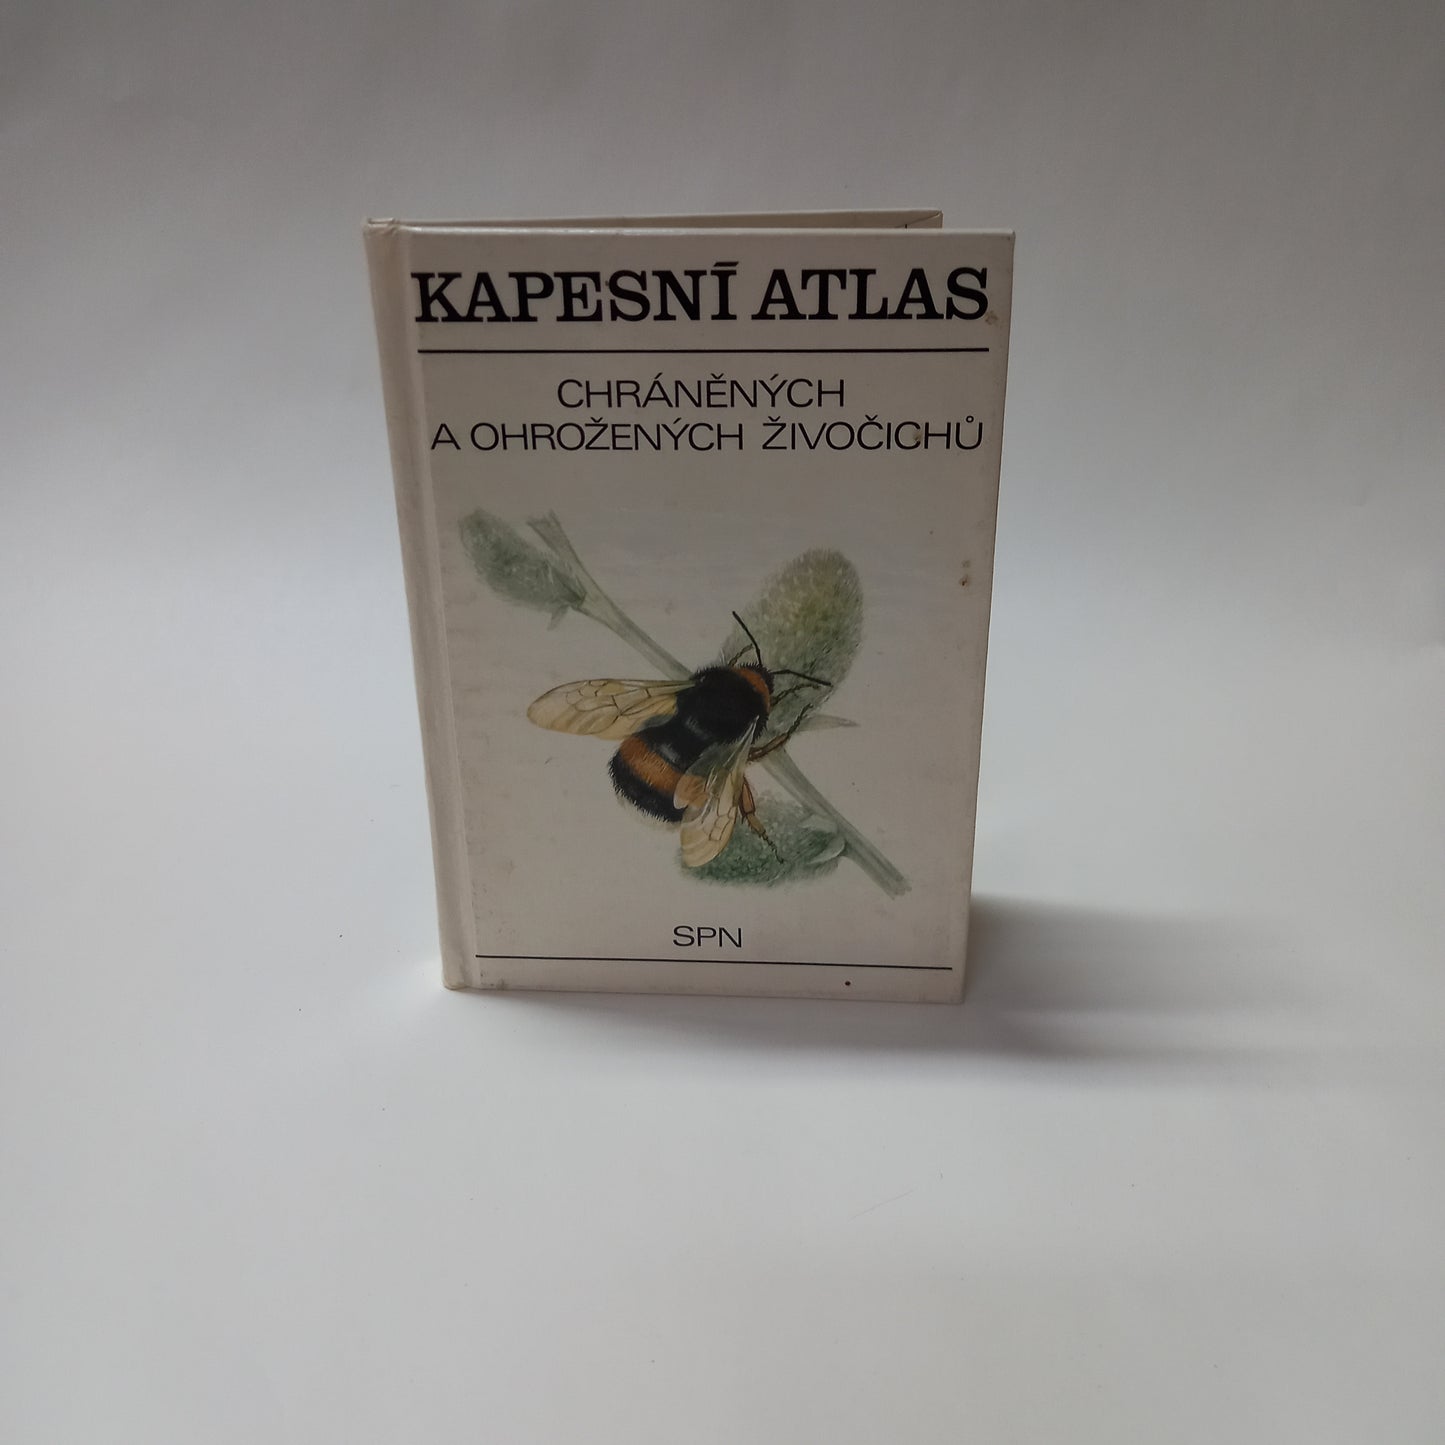 KAPESNÍ ATLAS
CHRÁNĚNÝCH
A OHROŽENÝCH ŽIVOČICHŮ
SPN